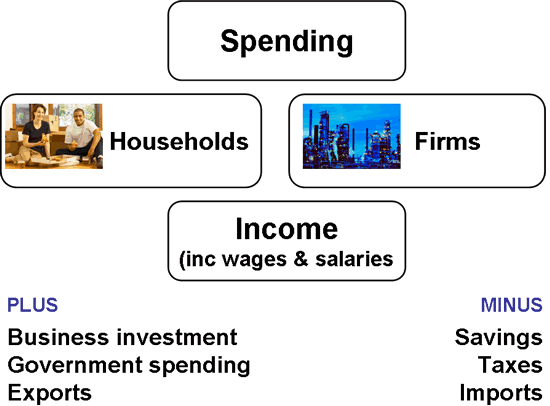 Spending
Households
Firms
Income
(inc wages & salaries
PLUS
MINUS
Business investment
Savings
Government spending
Taxes
Exports
Imports